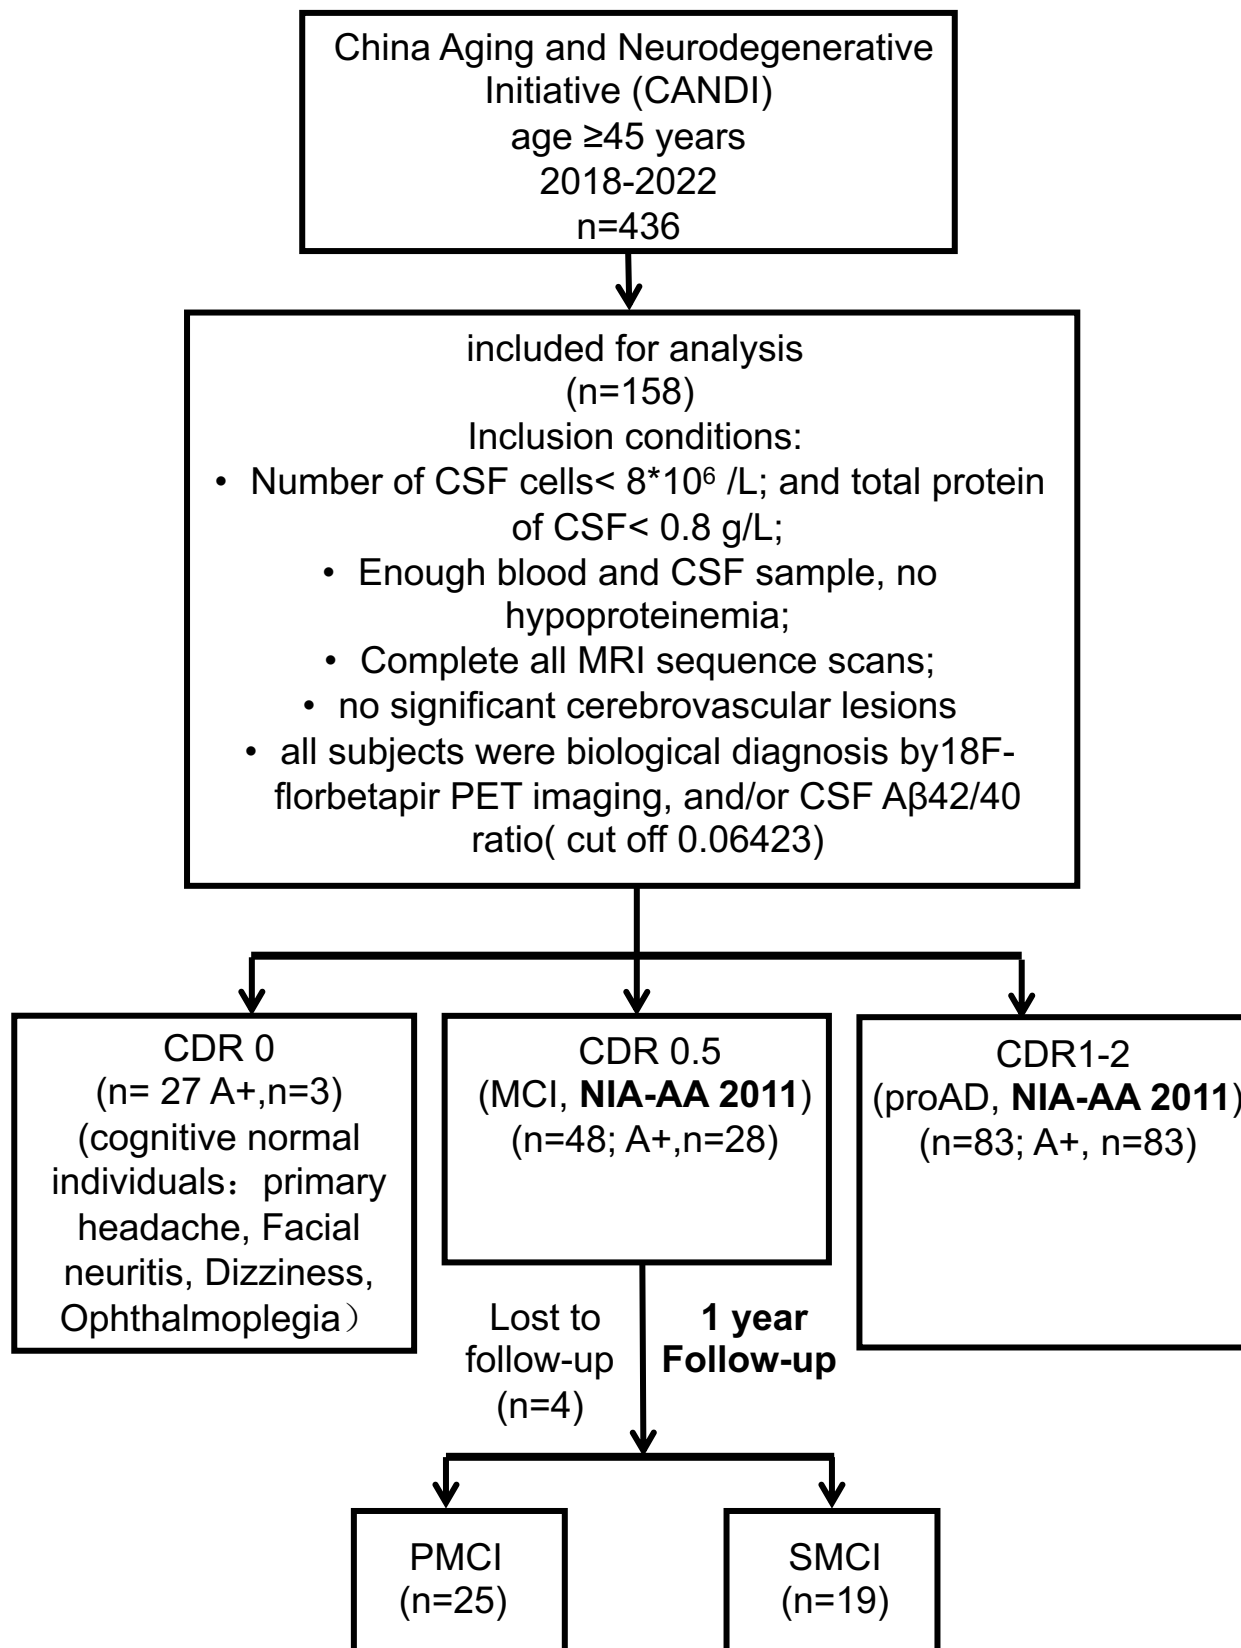 China Aging and Neurodegenerative
Initiative (CANDI)
age ≥45 years
2018-2022
n=436
included for analysis
(n=158)
Inclusion conditions:
• Number of CSF cells< 8*10⁶ /L; and total protein
of CSF< 0.8 g/L;
• Enough blood and CSF sample, no
hypoproteinemia;
• Complete all MRI sequence scans;
• no significant cerebrovascular lesions
• all subjects were biological diagnosis by18F-
florbetapir PET imaging, and/or CSF Aβ42/40
ratio( cut off 0.06423)
CDR 0
(n= 27 A+,n=3)
(cognitive normal
individuals：primary
headache, Facial
neuritis, Dizziness,
Ophthalmoplegia）
CDR 0.5
(MCI, NIA-AA 2011)
(n=48; A+,n=28)
CDR1-2
(proAD, NIA-AA 2011)
(n=83; A+, n=83)
Lost to
follow-up
(n=4)
1 year
Follow-up
PMCI
(n=25)
SMCI
(n=19)